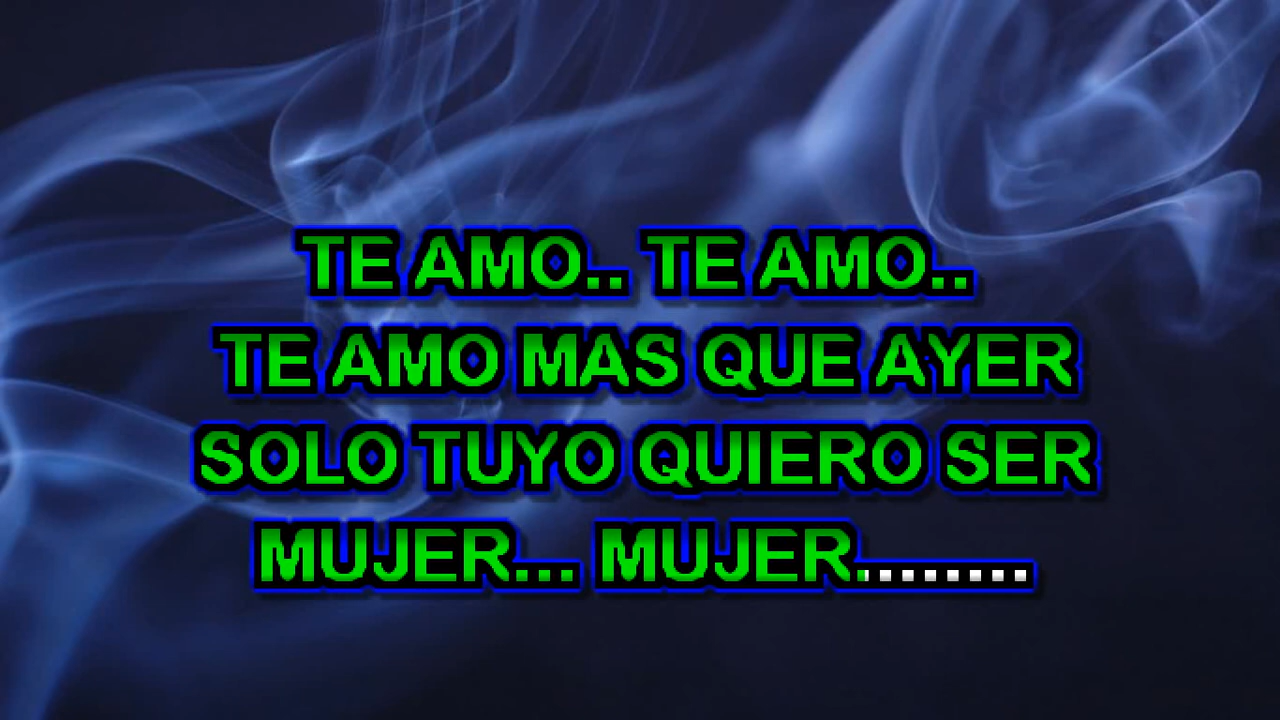 TE AMO.. TE AMO..
TE AMO MAS QUE AYER
SOLO TUYO QUIERO SER
MUJER... MUJER........